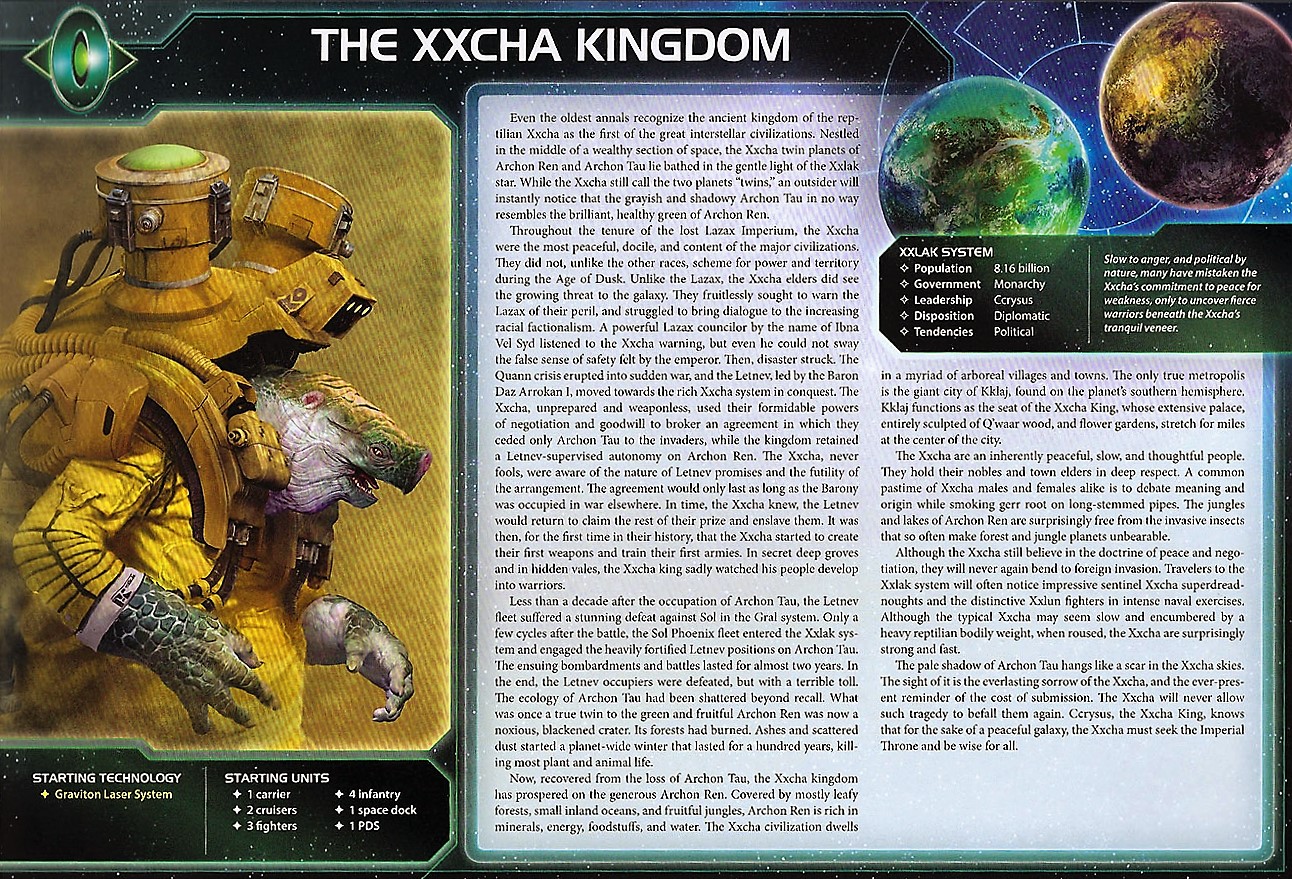 THE XXCHA KINGDOM
Even the oldest annals recognize the ancient kingdom of the rep-
tilian Xxcha as the first of the great interstellar civilizations. Nestled
in the middle of a wealthy section of space, the Xxcha twin planets of
Archon Ren and Archon Tau lie bathed in the gentle light of the Xxlak
star. While the Xxcha still call the two planets “twins,” an outsider will
instantly notice that the grayish and shadowy Archon Tau in no way
resembles the brilliant, healthy green of Archon Ren.
Throughout the tenure of the lost Lazax Imperium, the Xxcha
were the most peaceful, docile, and content of the major civilizations.
They did not, unlike the other races, scheme for power and territory
during the Age of Dusk. Unlike the Lazax, the Xxcha elders did see
the growing threat to the galaxy. They fruitlessly sought to warn the
Lazax of their peril, and struggled to bring dialogue to the increasing
racial factionalism. A powerful Lazax councilor by the name of Ibna
Vel Syd listened to the Xxcha warning, but even he could not sway
the false sense of safety felt by the emperor. Then, disaster struck. The
Quann crisis erupted into sudden war, and the Letnev, led by the Baron
Daz Arrokan I, moved towards the rich Xxcha system in conquest. The
Xxcha, unprepared and weaponless, used their formidable powers
of negotiation and goodwill to broker an agreement in which they
ceded only Archon Tau to the invaders, while the kingdom retained
a Letnev-supervised autonomy on Archon Ren. The Xxcha, never
fools, were aware of the nature of Letnev promises and the futility of
the arrangement. The agreement would only last as long as the Barony
was occupied in war elsewhere. In time, the Xxcha knew, the Letnev
would return to claim the rest of their prize and enslave them. It was
then, for the first time in their history, that the Xxcha started to create
their first weapons and train their first armies. In secret deep groves
and in hidden vales, the Xxcha king sadly watched his people develop
into warriors.
Less than a decade after the occupation of Archon Tau, the Letnev
fleet suffered a stunning defeat against Sol in the Gral system. Only a
few cycles after the battle, the Sol Phoenix fleet entered the Xxlak sys-
tem and engaged the heavily fortified Letnev positions on Archon Tau.
The ensuing bombardments and battles lasted for almost two years. In
the end, the Letnev occupiers were defeated, but with a terrible toll.
The ecology of Archon Tau had been shattered beyond recall. What
was once a true twin to the green and fruitful Archon Ren was now a
noxious, blackened crater. Its forests had burned. Ashes and scattered
dust started a planet-wide winter that lasted for a hundred years, kill-
ing most plant and animal life.
Now, recovered from the loss of Archon Tau, the Xxcha kingdom
has prospered on the generous Archon Ren. Covered by mostly leafy
forests, small inland oceans, and fruitful jungles, Archon Ren is rich in
minerals, energy, foodstuffs, and water. The Xxcha civilization dwells
XXLAK SYSTEM
✧ Population 8.16 billion
✧ Government Monarchy
✧ Leadership Ccrysus
✧ Disposition Diplomatic
✧ Tendencies Political
Slow to anger, and political by
nature, many have mistaken the
Xxcha's commitment to peace for
weakness, only to uncover fierce
warriors beneath the Xxcha's
tranquil veneer.
in a myriad of arboreal villages and towns. The only true metropolis
is the giant city of Kklaj, found on the planet's southern hemisphere.
Kklaj functions as the seat of the Xxcha King, whose extensive palace,
entirely sculpted of Q'waar wood, and flower gardens, stretch for miles
at the center of the city.
The Xxcha are an inherently peaceful, slow, and thoughtful people.
They hold their nobles and town elders in deep respect. A common
pastime of Xxcha males and females alike is to debate meaning and
origin while smoking gerr root on long-stemmed pipes. The jungles
and lakes of Archon Ren are surprisingly free from the invasive insects
that so often make forest and jungle planets unbearable.
Although the Xxcha still believe in the doctrine of peace and nego-
tiation, they will never again bend to foreign invasion. Travelers to the
Xxlak system will often notice impressive sentinel Xxcha superdread-
noughts and the distinctive Xxlun fighters in intense naval exercises.
Although the typical Xxcha may seem slow and encumbered by a
heavy reptilian bodily weight, when roused, the Xxcha are surprisingly
strong and fast.
The pale shadow of Archon Tau hangs like a scar in the Xxcha skies.
The sight of it is the everlasting sorrow of the Xxcha, and the ever-pres-
ent reminder of the cost of submission. The Xxcha will never allow
such tragedy to befall them again. Ccrysus, the Xxcha King, knows
that for the sake of a peaceful galaxy, the Xxcha must seek the Imperial
Throne and be wise for all.
STARTING TECHNOLOGY
✦ Graviton Laser System
STARTING UNITS
✦ 1 carrier
✦ 2 cruisers
✦ 3 fighters
✦ 4 infantry
✦ 1 space dock
✦ 1 PDS